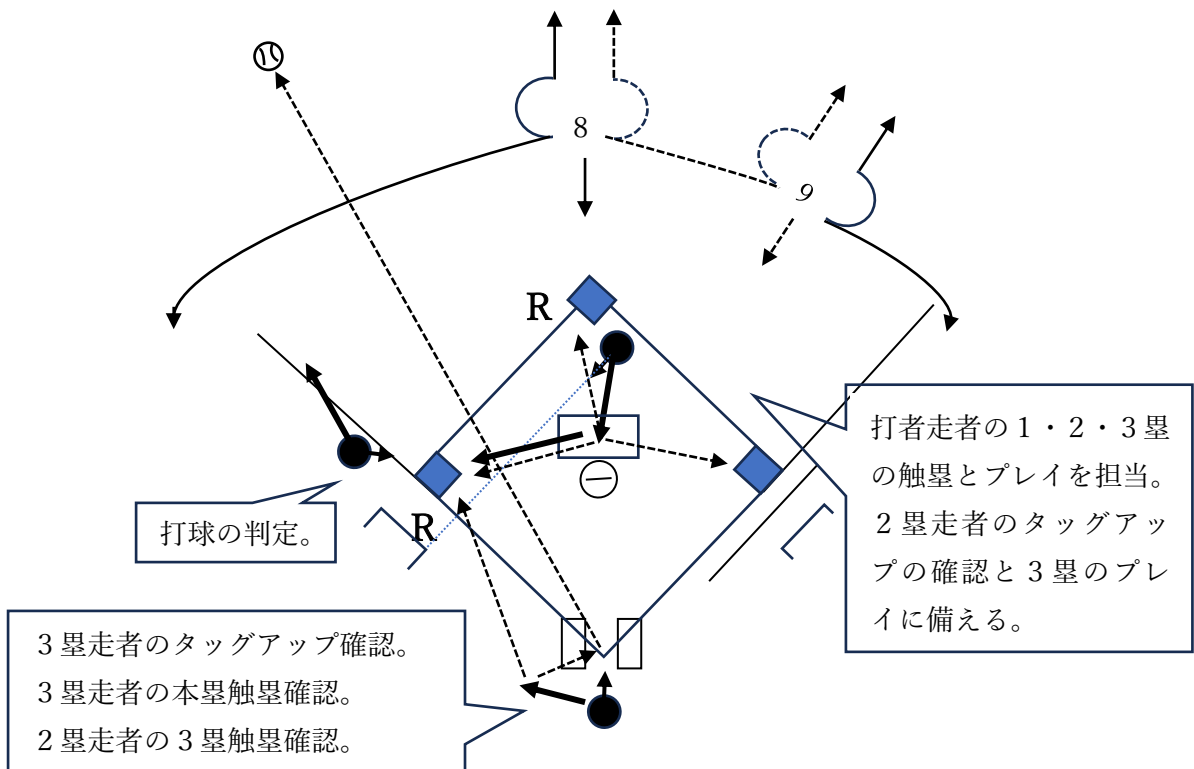 8
9
R
打者走者の1・2・3塁
の触塁とプレイを担当。
2塁走者のタッグアッ
プの確認と3塁のプレ
イに備える。
打球の判定。
R
3塁走者のタッグアップ確認。
3塁走者の本塁触塁確認。
2塁走者の3塁触塁確認。